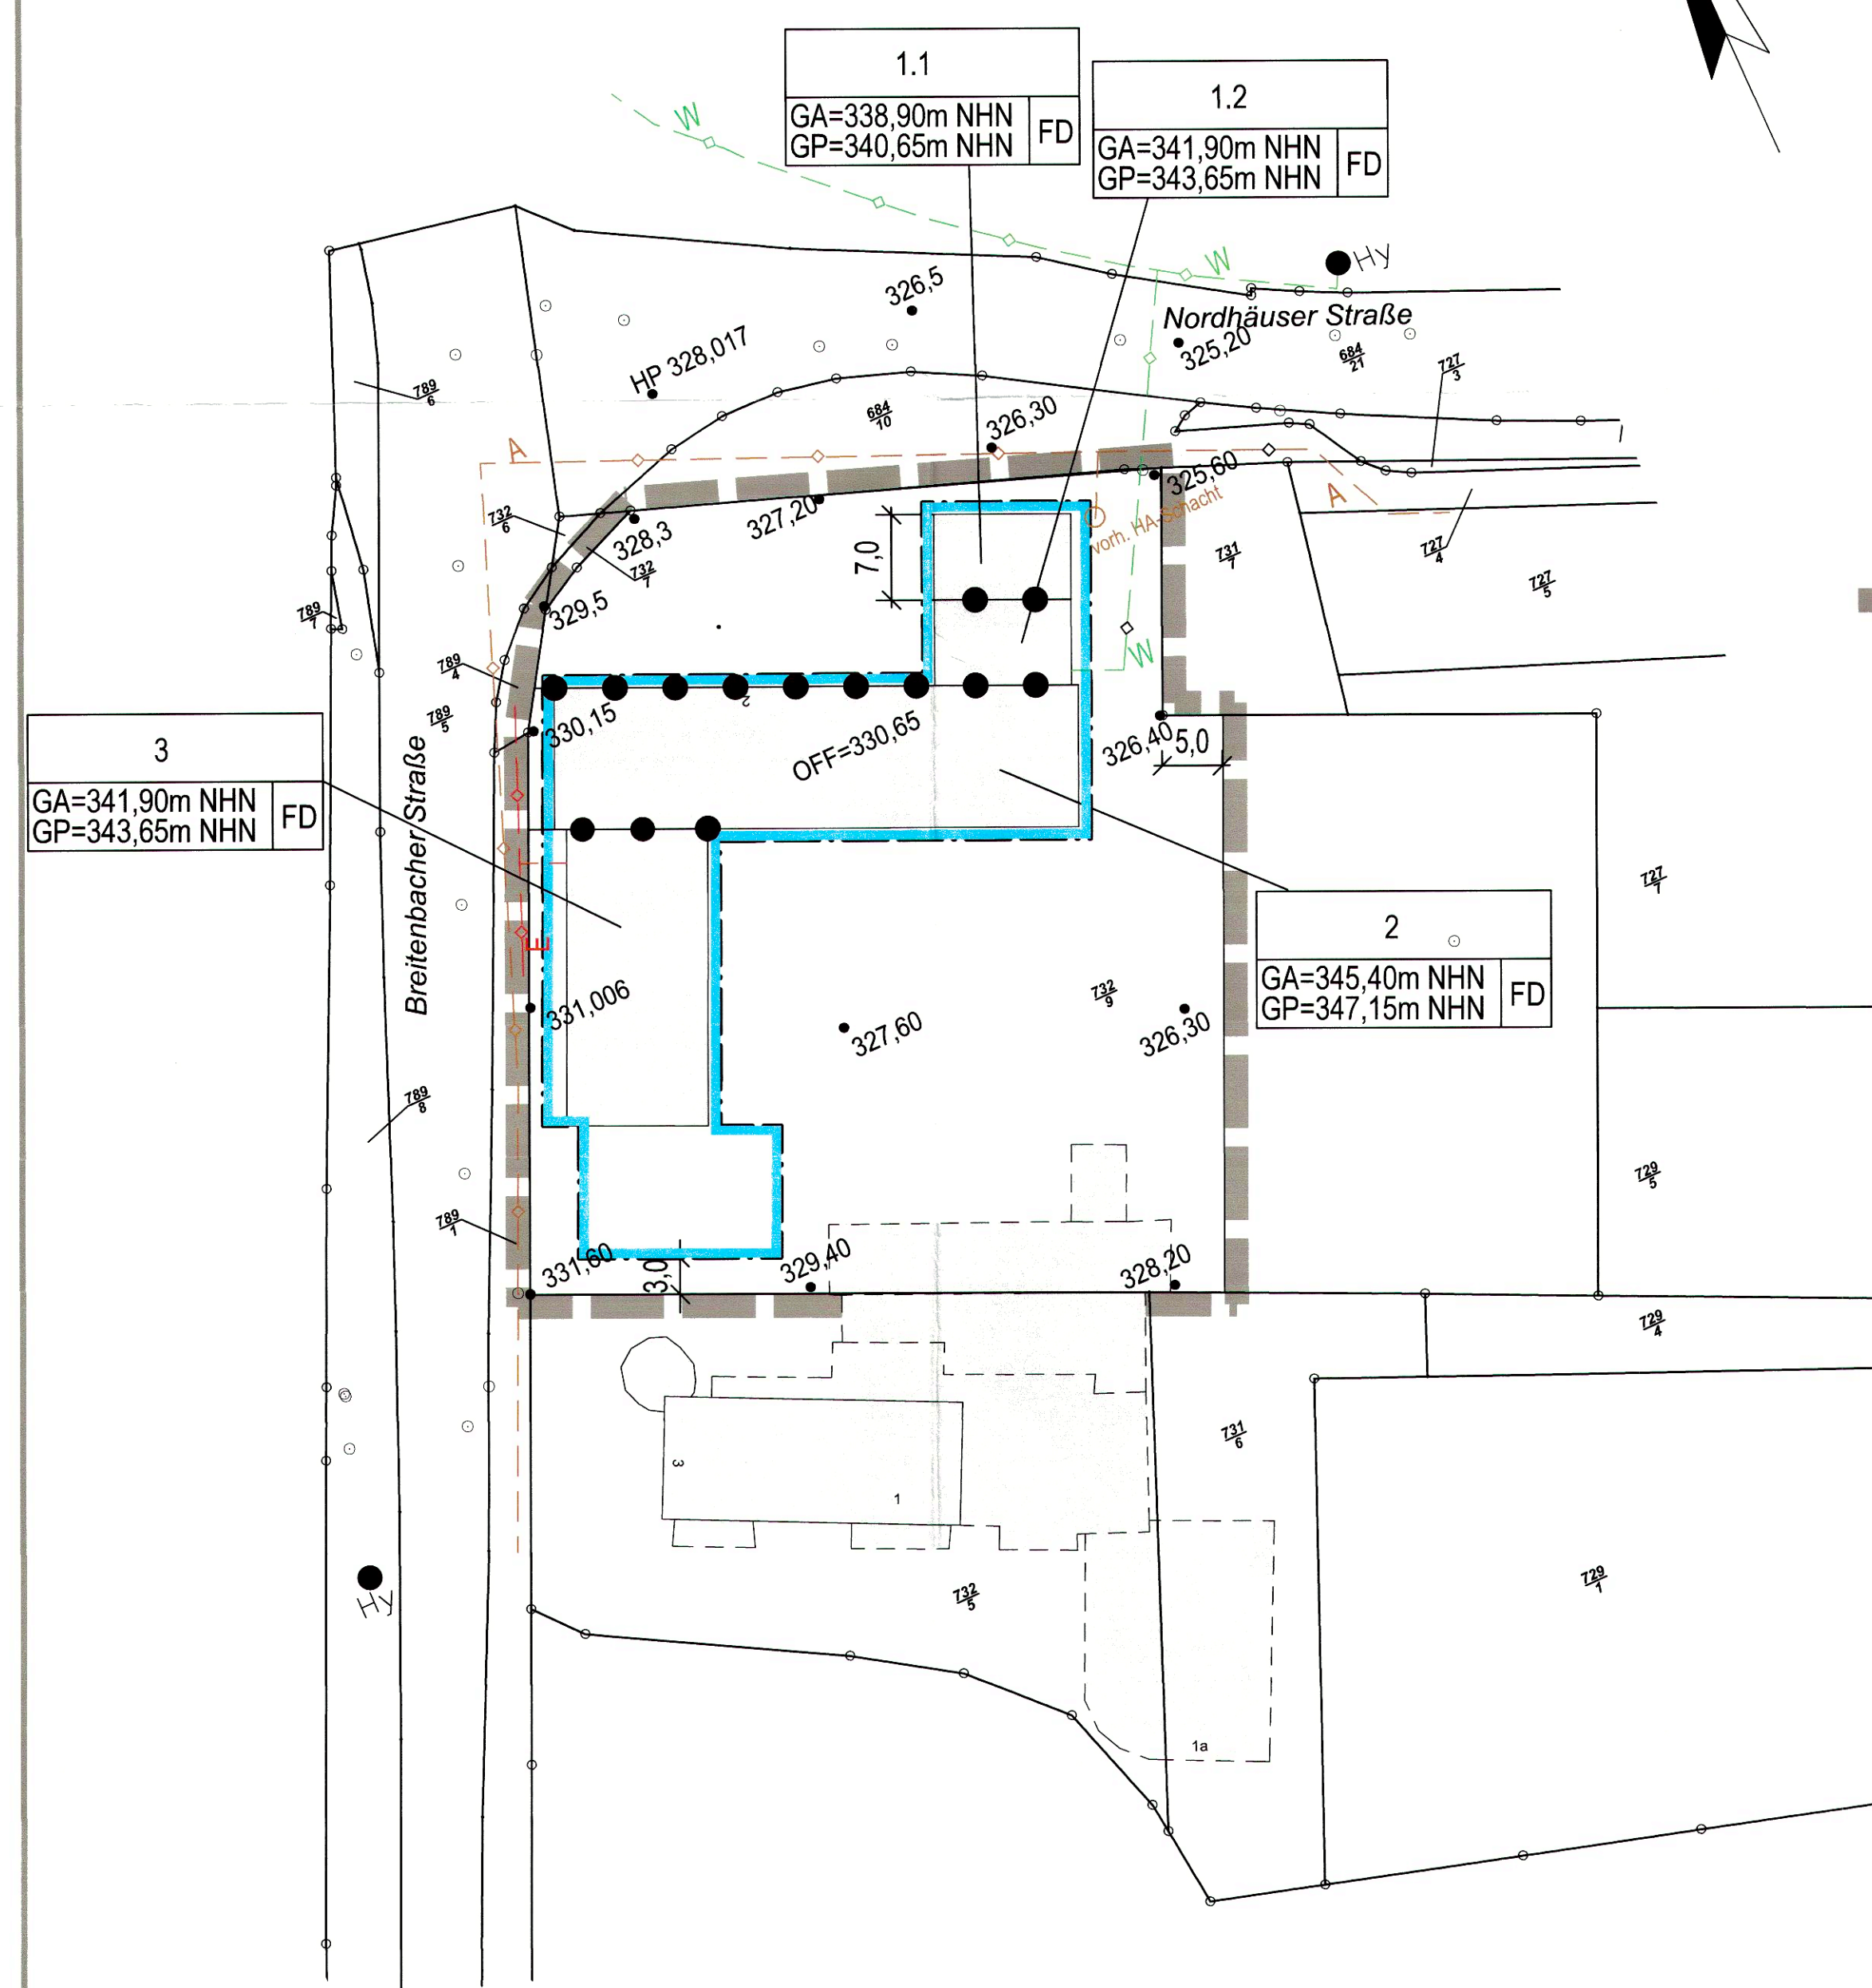 1.1
GA=338,90m NHN
GP=340,65m NHN
FD
1.2
GA=341,90m NHN
GP=343,65m NHN
FD
W
W
Hy
326,5
Nordhäuser Straße
325,20
HP 328,017
684
21
727
3
789
6
684
10
326,30
A
325,60
A
vorh. HA-Schacht
732
6
327,20
328,3
7,0
731
7
727
4
727
5
732
7
329,5
789
7
W
789
4
789
5
2
330,15
OFF=330,65
326,40
5,0
3
GA=341,90m NHN
GP=343,65m NHN
FD
Breitenbacher Straße
727
1
2
GA=345,40m NHN
GP=347,15m NHN
FD
E
331,006
327,60
732
9
326,30
789
8
789
1
729
5
331,60
3,0
329,40
328,20
729
4
731
6
3
1
Hy
732
5
729
1
1a